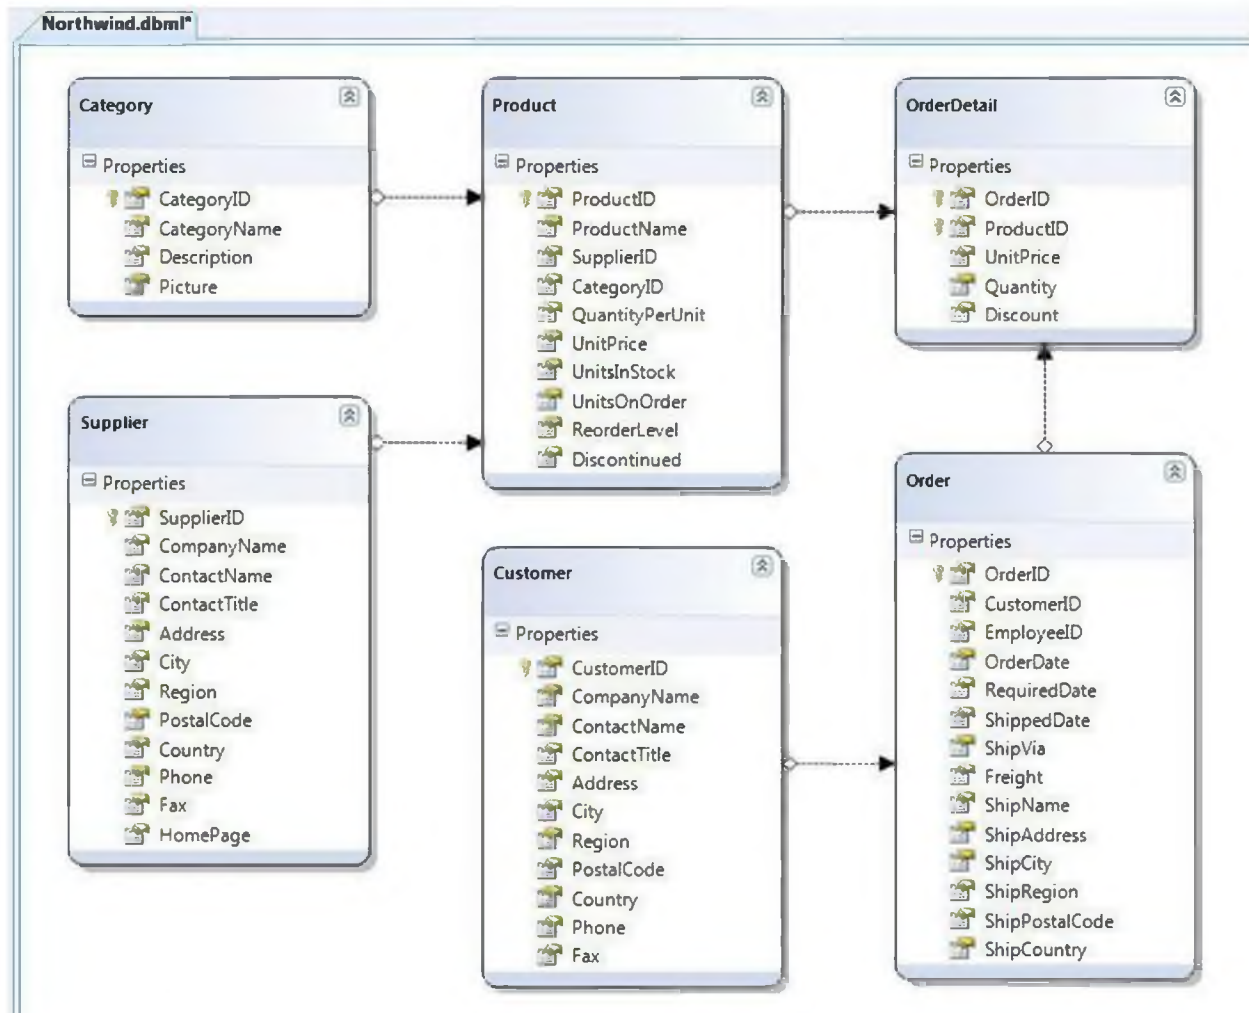 Northwind.dbml*
Category
Properties
CategoryID
CategoryName
Description
Picture
Product
Properties
ProductID
ProductName
SupplierID
CategoryID
QuantityPerUnit
UnitPrice
UnitsInStock
UnitsOnOrder
ReorderLevel
Discontinued
OrderDetail
Properties
OrderID
ProductID
UnitPrice
Quantity
Discount
Supplier
Properties
SupplierID
CompanyName
ContactName
ContactTitle
Address
City
Region
PostalCode
Country
Phone
Fax
HomePage
Customer
Properties
CustomerID
CompanyName
ContactName
ContactTitle
Address
City
Region
PostalCode
Country
Phone
Fax
Order
Properties
OrderID
CustomerID
EmployeeID
OrderDate
RequiredDate
ShippedDate
ShipVia
Freight
ShipName
ShipAddress
ShipCity
ShipRegion
ShipPostalCode
ShipCountry